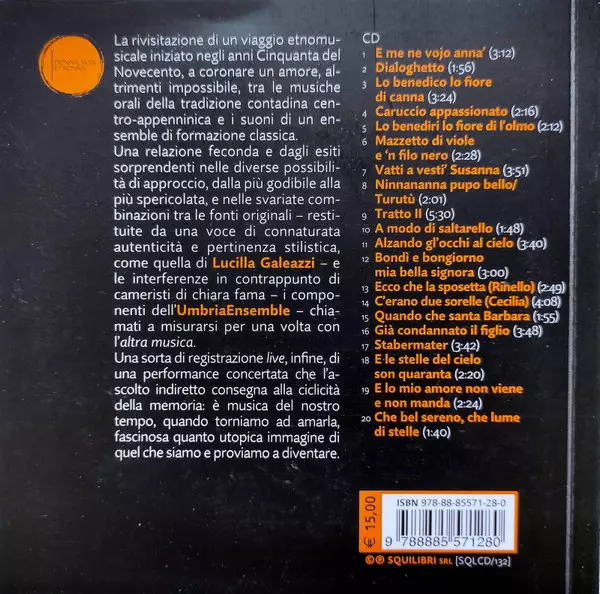 La rivisitazione di un viaggio etnomu-
sicale iniziato negli anni Cinquanta del
Novecento, a coronare un amore, al-
trimenti impossibile, tra le musiche
orali della tradizione contadina cen-
tro-appenninica e i suoni di un en-
semble di formazione classica.
Una relazione feconda e dagli esiti
sorprendenti nelle diverse possibili-
tà di approccio, dalla più godibile alla
più spericolata, e nelle svariate com-
binazioni tra le fonti originali – resti-
tuite da una voce di connaturata
autenticità e pertinenza stilistica,
come quella di Lucilla Galeazzi – e
le interferenze in contrappunto di
cameristi di chiara fama – i compo-
nenti dell'UmbriaEnsemble – chia-
mati a misurarsi per una volta con
l'altra musica.
Una sorta di registrazione live, infine, di
una performance concertata che l'a-
scolto indiretto consegna alla ciclicità
della memoria: è musica del nostro
tempo, quando torniamo ad amarla,
fascinosa quanto utopica immagine di
quel che siamo e proviamo a diventare.
CD
1 E me ne vojo anna' (3:12)
2 Dialoghetto (1:56)
3 Lo benedico lo fiore
di canna (3:24)
4 Caruccio appassionato (2:16)
5 Lo benediri lo fiore di l'olmo (2:12)
6 Mazzetto di viole
e 'n filo nero (2:28)
7 Vatti a vesti' Susanna (3:51)
8 Ninnananna pupo bello/
Turutù (2:01)
9 Tratto II (5:30)
10 A modo di saltarello (1:48)
11 Alzando gl'occhi al cielo (3:40)
12 Bondì e bongiorno
mia bella signora (3:00)
13 Ecco che la sposetta (Rinello) (2:49)
14 C'erano due sorelle (Cecilia) (4:08)
15 Quando che santa Barbara (1:55)
16 Già condannato il figlio (3:48)
17 Stabermater (3:42)
18 E le stelle del cielo
son quaranta (2:20)
19 E lo mio amore non viene
e non manda (2:24)
20 Che bel sereno, che lume
di stelle (1:40)
€ 15,00
ISBN 978-88-85571-28-0
9 788885 571280
©℗ SQUILIBRI SRL [SQLCD/132]